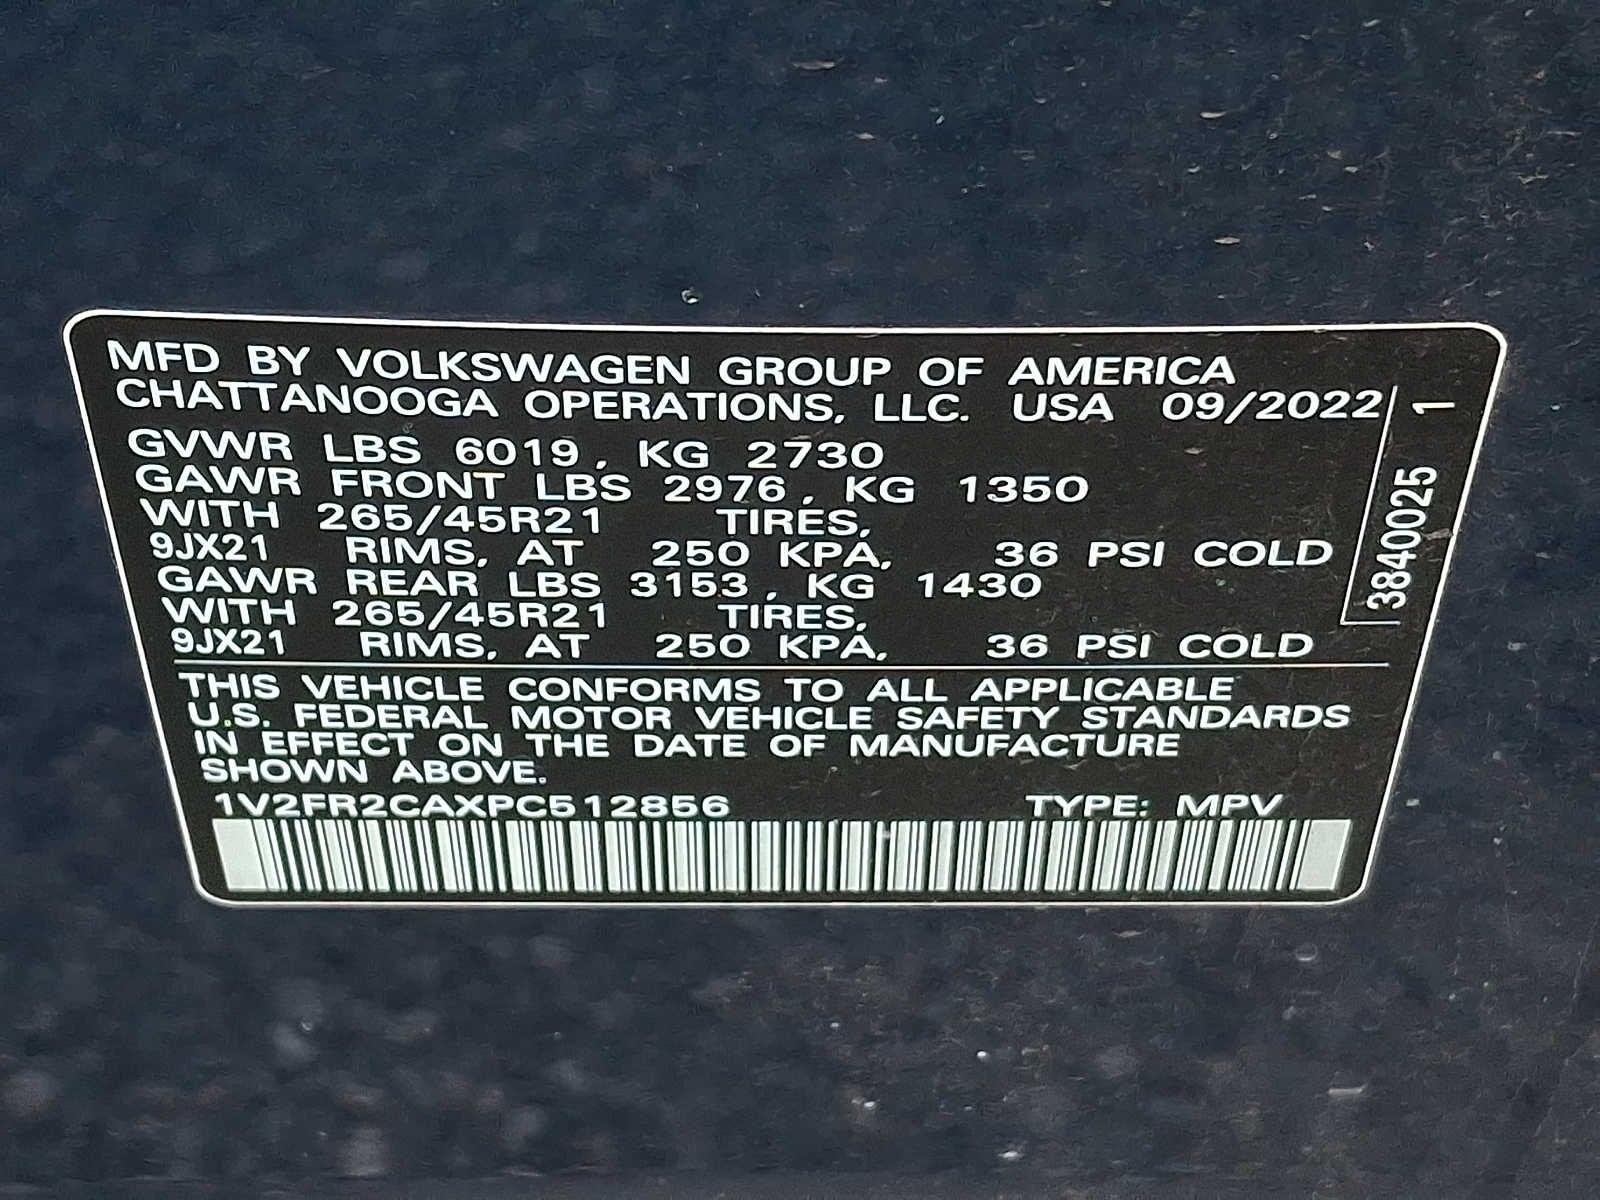 MFD BY VOLKSWAGEN GROUP OF AMERICA
CHATTANOOGA OPERATIONS, LLC. USA 09/2022
GVWR LBS 6019, KG 2730
GAWR FRONT LBS 2976, KG 1350
WITH 265/45R21 TIRES,
9JX21 RIMS, AT 250 KPA, 36 PSI COLD
GAWR REAR LBS 3153, KG 1430
WITH 265/45R21 TIRES,
9JX21 RIMS, AT 250 KPA, 36 PSI COLD
THIS VEHICLE CONFORMS TO ALL APPLICABLE
U.S. FEDERAL MOTOR VEHICLE SAFETY STANDARDS
IN EFFECT ON THE DATE OF MANUFACTURE
SHOWN ABOVE.
1V2FR2CAXPC512856 TYPE: MPV
3840025 1